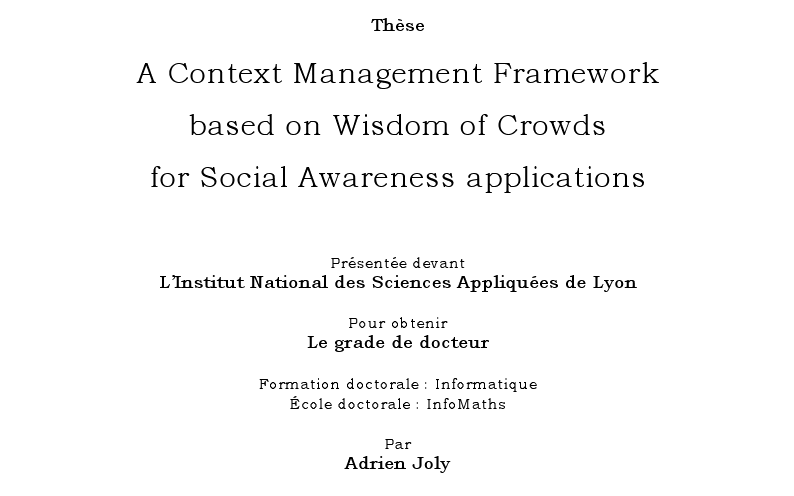 Thèse
A Context Management Framework
based on Wisdom of Crowds
for Social Awareness applications
Présentée devant
L'Institut National des Sciences Appliquées de Lyon
Pour obtenir
Le grade de docteur
Formation doctorale : Informatique
École doctorale : InfoMaths
Par
Adrien Joly